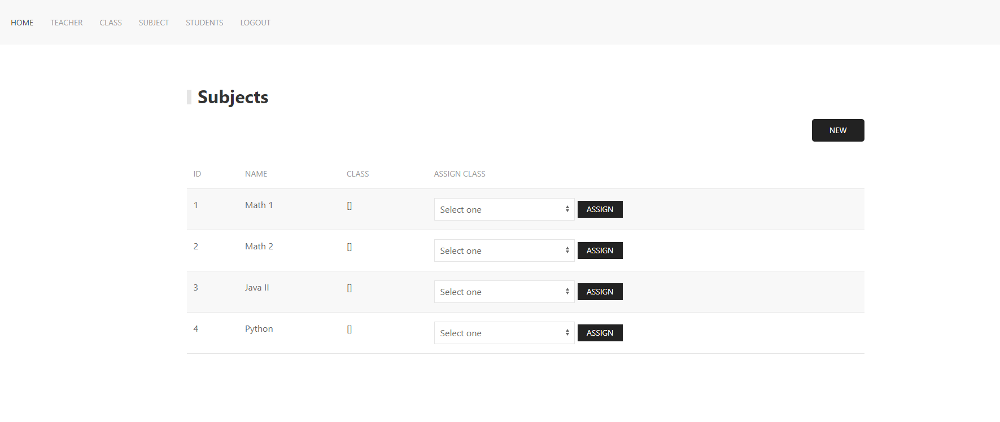 HOME TEACHER CLASS SUBJECT STUDENTS LOGOUT
Subjects
NEW
ID NAME CLASS ASSIGN CLASS
1 Math 1 [] Select one ASSIGN
2 Math 2 [] Select one ASSIGN
3 Java II [] Select one ASSIGN
4 Python [] Select one ASSIGN